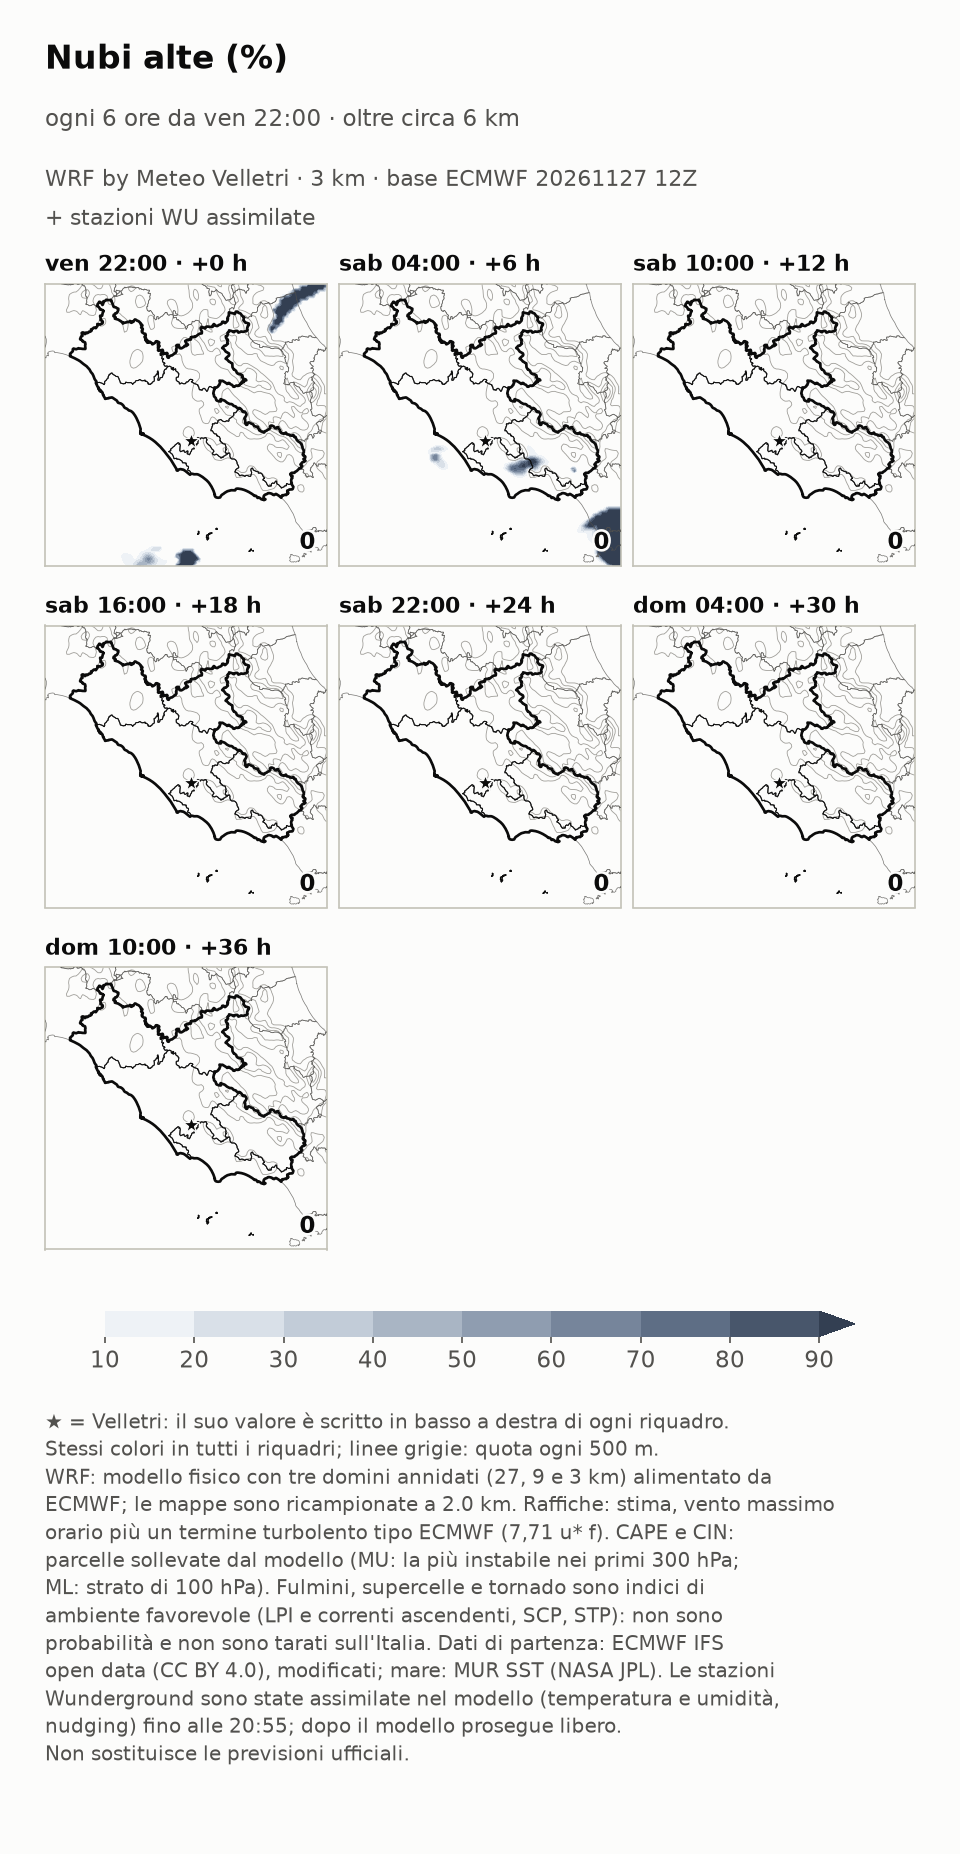 Nubi alte (%)
ogni 6 ore da ven 22:00 · oltre circa 6 km
WRF by Meteo Velletri · 3 km · base ECMWF 20261127 12Z
+ stazioni WU assimilate
ven 22:00 · +0 h
sab 04:00 · +6 h
sab 10:00 · +12 h
0
0
0
sab 16:00 · +18 h
sab 22:00 · +24 h
dom 04:00 · +30 h
0
0
0
dom 10:00 · +36 h
0
10 20 30 40 50 60 70 80 90
★ = Velletri: il suo valore è scritto in basso a destra di ogni riquadro.
Stessi colori in tutti i riquadri; linee grigie: quota ogni 500 m.
WRF: modello fisico con tre domini annidati (27, 9 e 3 km) alimentato da
ECMWF; le mappe sono ricampionate a 2.0 km. Raffiche: stima, vento massimo
orario più un termine turbolento tipo ECMWF (7,71 u* f). CAPE e CIN:
parcelle sollevate dal modello (MU: la più instabile nei primi 300 hPa;
ML: strato di 100 hPa). Fulmini, supercelle e tornado sono indici di
ambiente favorevole (LPI e correnti ascendenti, SCP, STP): non sono
probabilità e non sono tarati sull'Italia. Dati di partenza: ECMWF IFS
open data (CC BY 4.0), modificati; mare: MUR SST (NASA JPL). Le stazioni
Wunderground sono state assimilate nel modello (temperatura e umidità,
nudging) fino alle 20:55; dopo il modello prosegue libero.
Non sostituisce le previsioni ufficiali.